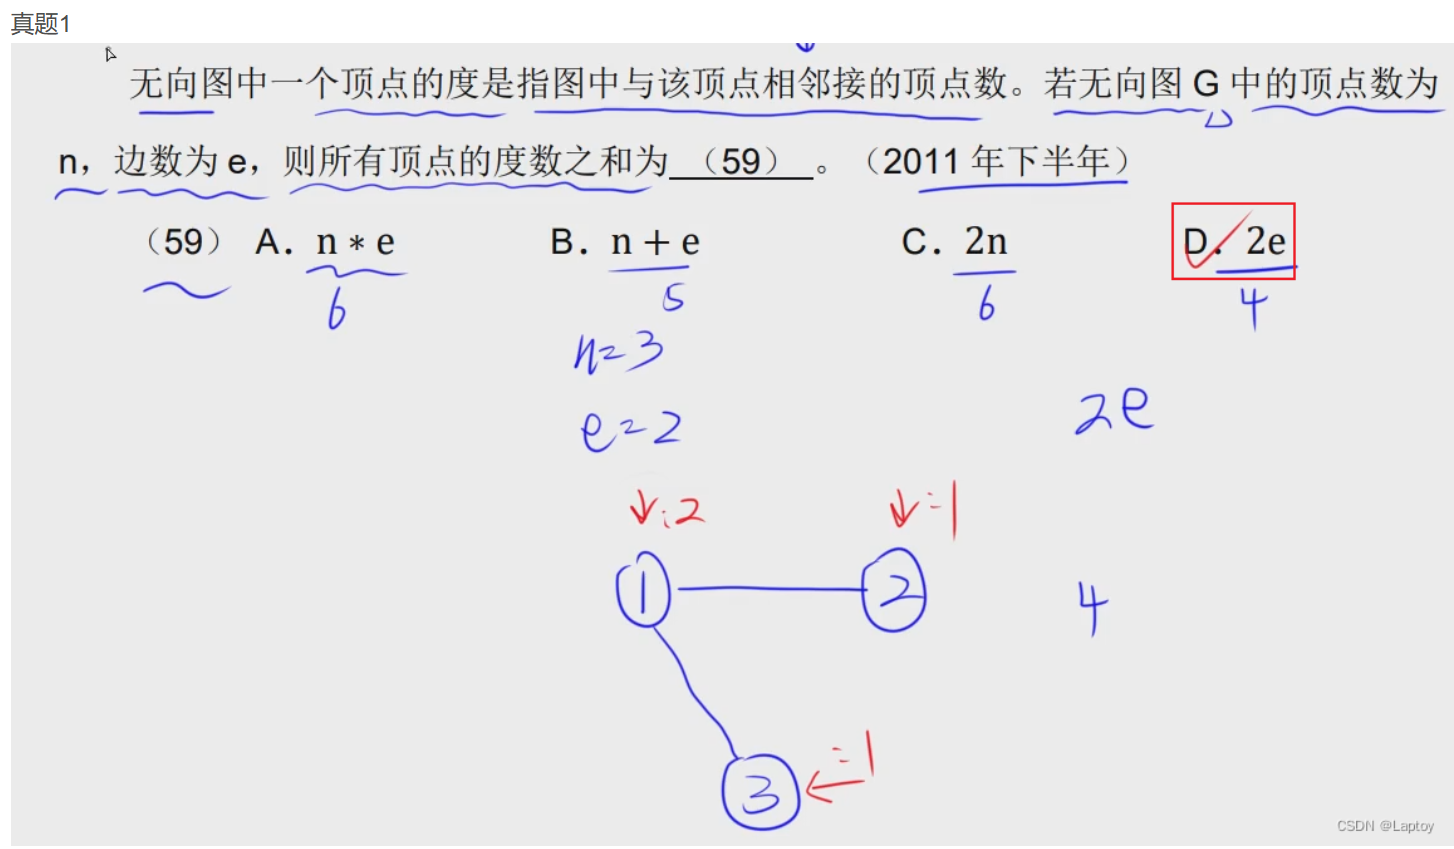 真题1
无向图中一个顶点的度是指图中与该顶点相邻接的顶点数。若无向图 G 中的顶点数为
n，边数为 e，则所有顶点的度数之和为 （59） 。（2011 年下半年）
（59） A. n * e B. n + e C. 2n D. 2e
6 5 6 4
n=3
e=2
2e
:2 =1
1 2
4
=1
3
CSDN @Laptoy